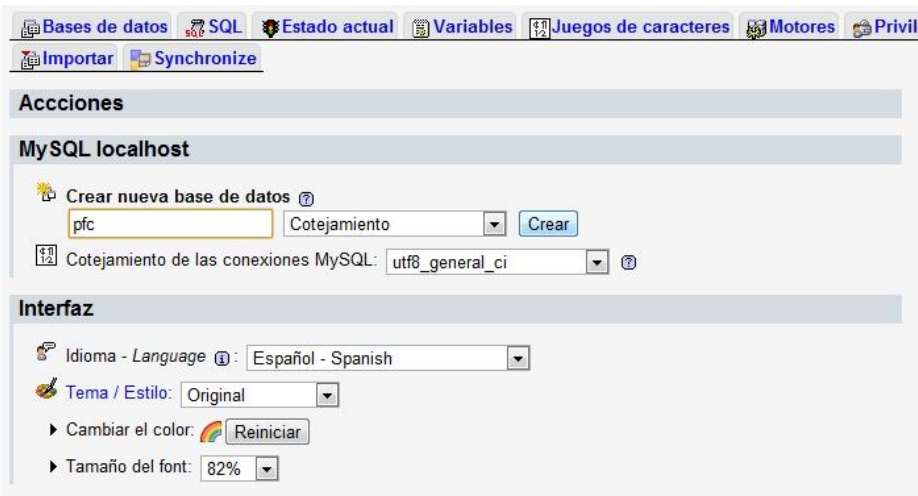 Bases de datos SQL Estado actual Variables Juegos de caracteres Motores Privil
Importar Synchronize
Accciones
MySQL localhost
Crear nueva base de datos
pfc Cotejamiento Crear
Cotejamiento de las conexiones MySQL: utf8_general_ci
Interfaz
Idioma - Language : Español - Spanish
Tema / Estilo: Original
Cambiar el color: Reiniciar
Tamaño del font: 82%